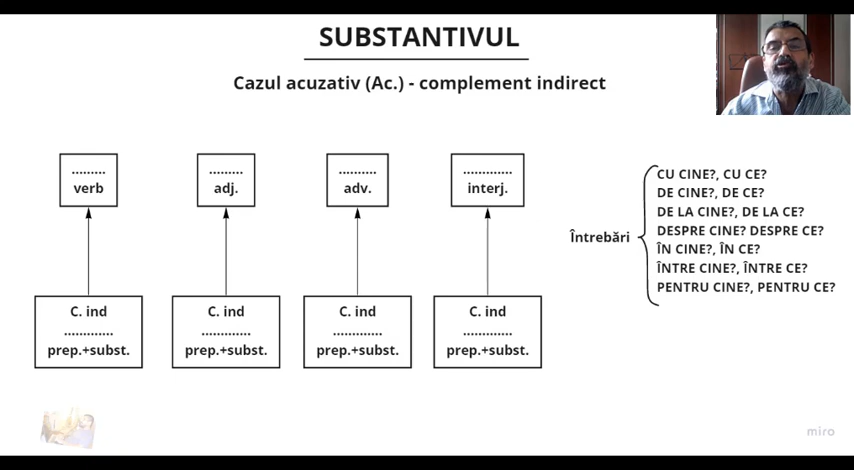 SUBSTANTIVUL
Cazul acuzativ (Ac.) - complement indirect
.........
verb
.........
adj.
..........
adv.
.............
interj.
C. ind
.............
prep.+subst.
C. ind
.............
prep.+subst.
C. ind
.............
prep.+subst.
C. ind
.............
prep.+subst.
Întrebări
CU CINE?, CU CE?
DE CINE?, DE CE?
DE LA CINE?, DE LA CE?
DESPRE CINE? DESPRE CE?
ÎN CINE?, ÎN CE?
ÎNTRE CINE?, ÎNTRE CE?
PENTRU CINE?, PENTRU CE?
miro